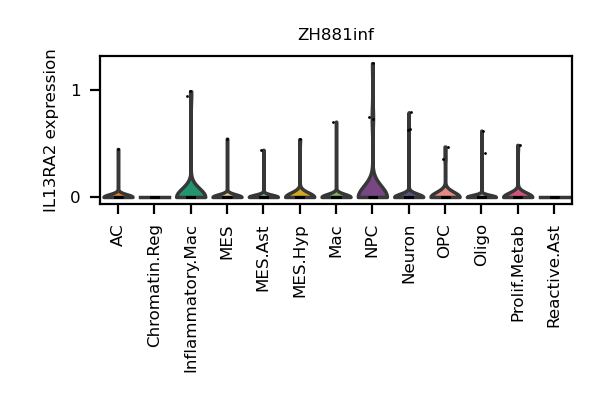 ZH881inf
IL13RA2 expression
1
0
AC
Chromatin.Reg
Inflammatory.Mac
MES
MES.Ast
MES.Hyp
Mac
NPC
Neuron
OPC
Oligo
Prolif.Metab
Reactive.Ast